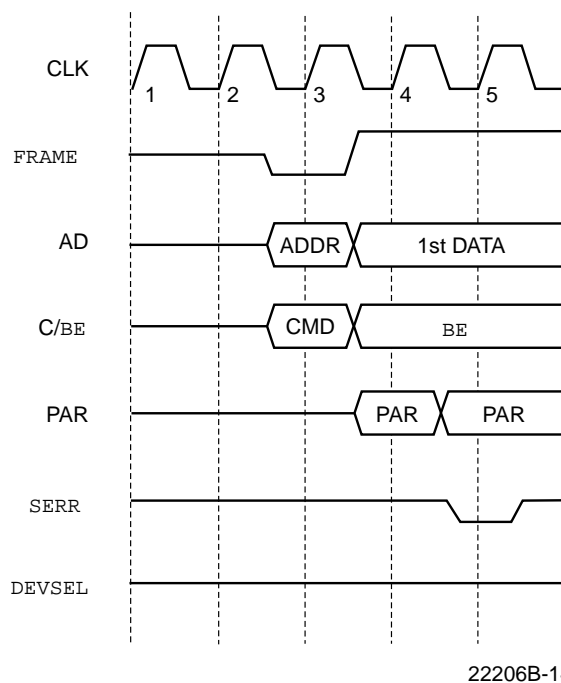 CLK
1 2 3 4 5
FRAME
AD ADDR 1st DATA
C/BE CMD BE
PAR PAR PAR
SERR
DEVSEL